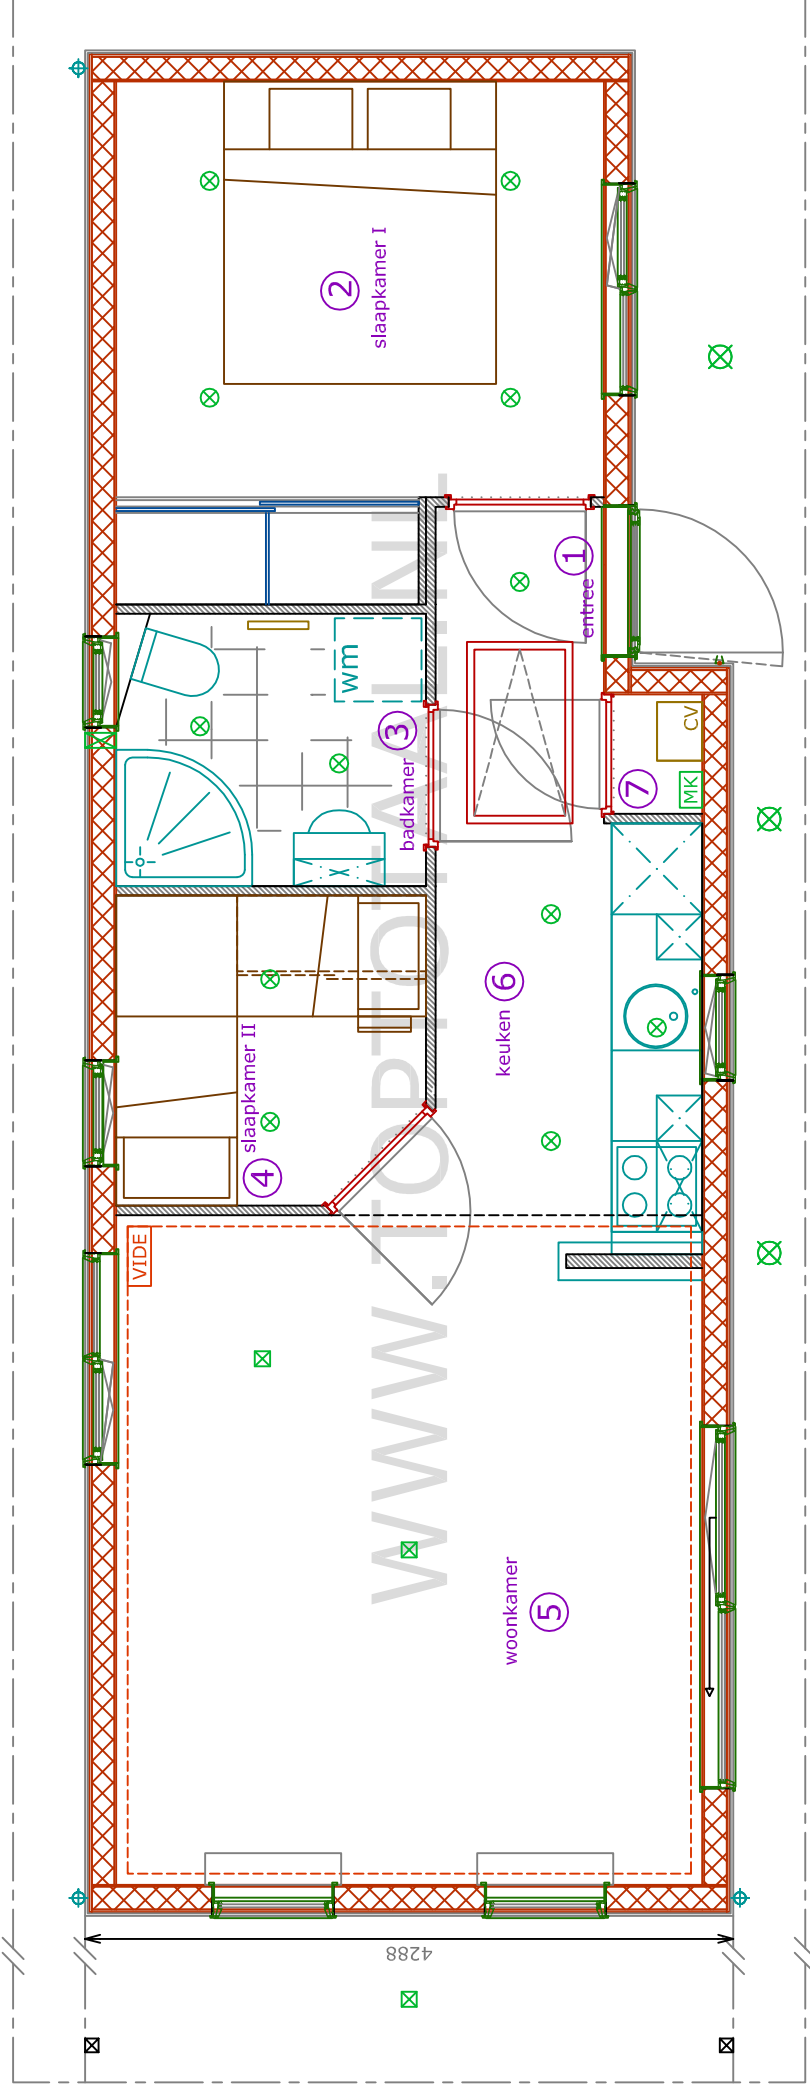 2
slaapkamer I
1
entree
wm
3
badkamer
CV
MK
7
6
keuken
slaapkamer II
4
VIDE
WWW.TOPTOTAAL.NL
woonkamer
5
4288